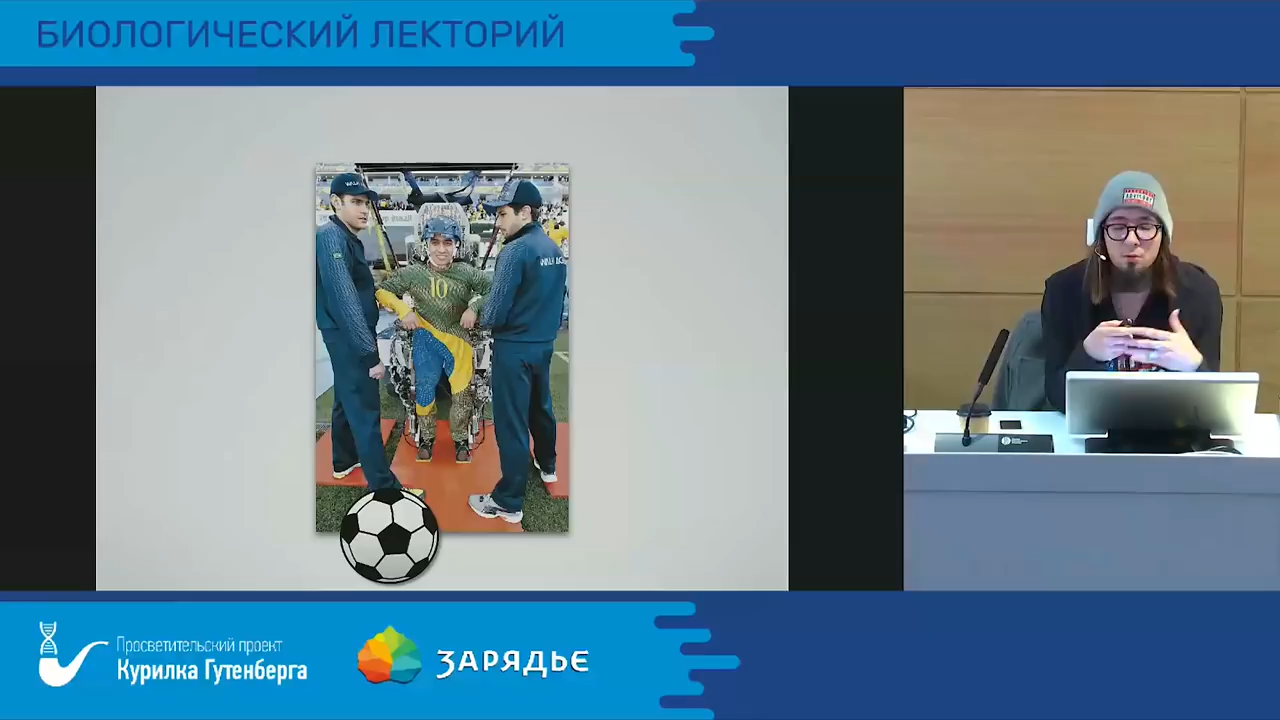 БИОЛОГИЧЕСКИЙ ЛЕКТОРИЙ
10
Просветительский проект
Курилка Гутенберга
ЗАРЯДЬЕ